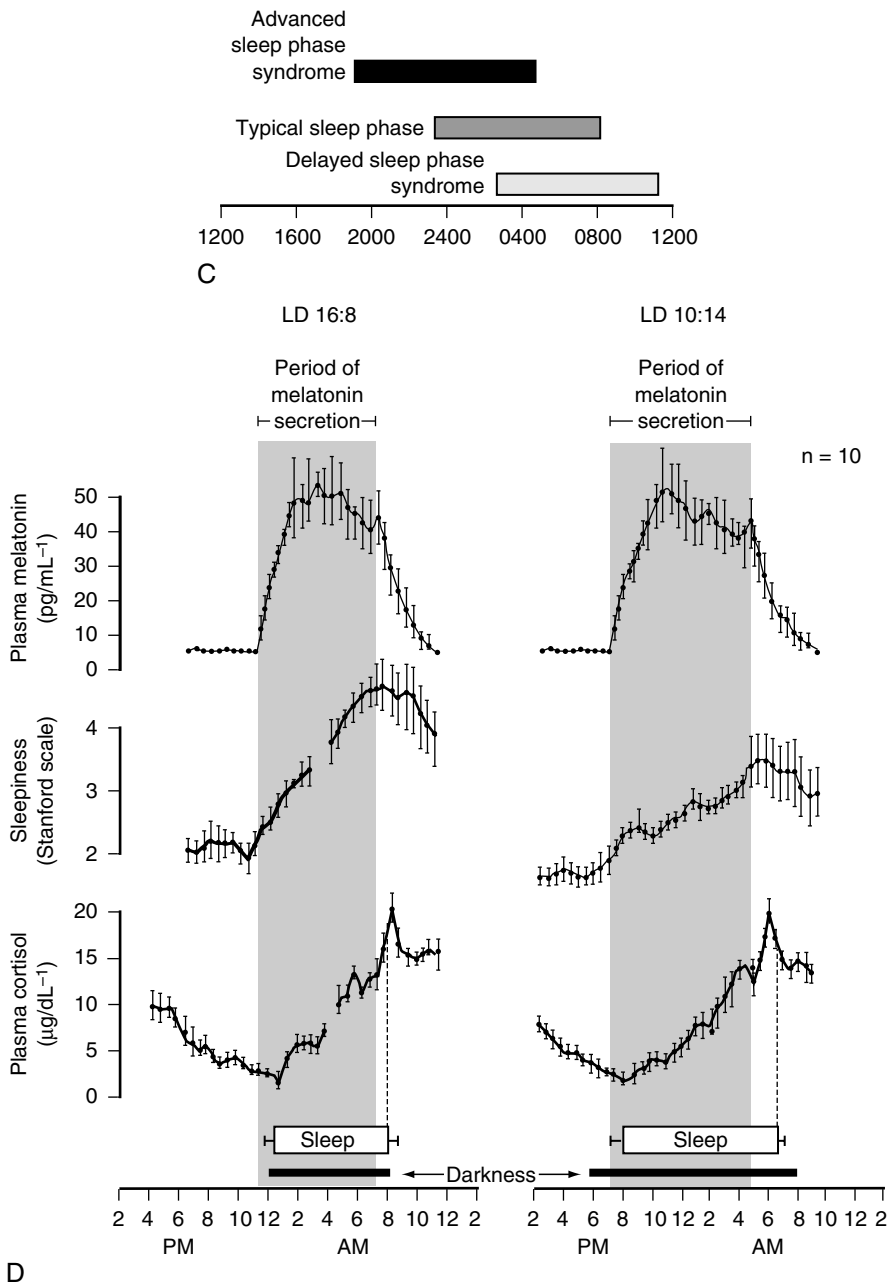 Advanced
sleep phase
syndrome
Typical sleep phase
Delayed sleep phase
syndrome
1200 1600 2000 2400 0400 0800 1200
C
LD 16:8
LD 10:14
Period of
melatonin
secretion
Period of
melatonin
secretion
n = 10
Plasma melatonin
(pg/mL–1)
50
40
30
20
10
0
Sleepiness
(Stanford scale)
4
3
2
Plasma cortisol
(μg/dL–1)
20
15
10
5
0
Sleep
Sleep
Darkness
2 4 6 8 10 12 2 4 6 8 10 12 2
PM AM
2 4 6 8 10 12 2 4 6 8 10 12 2
PM AM
D